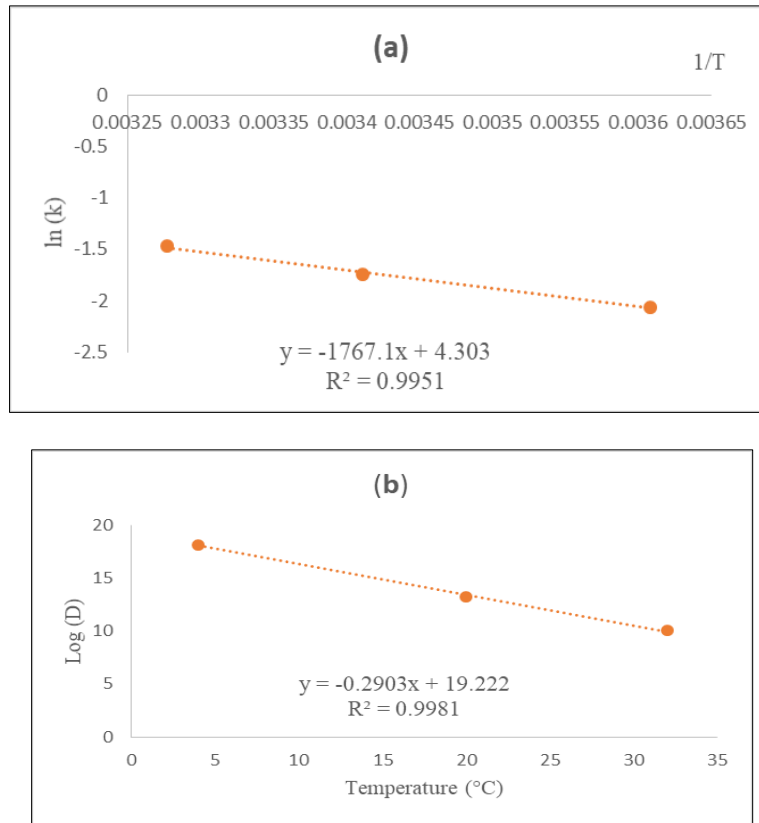 (a)
1/T
0
0.00325 0.0033 0.00335 0.0034 0.00345 0.0035 0.00355 0.0036 0.00365
-0.5
-1
-1.5
-2
-2.5
ln (k)
y = -1767.1x + 4.303
R² = 0.9951
(b)
20
15
10
5
0
Log (D)
y = -0.2903x + 19.222
R² = 0.9981
0 5 10 15 20 25 30 35
Temperature (°C)